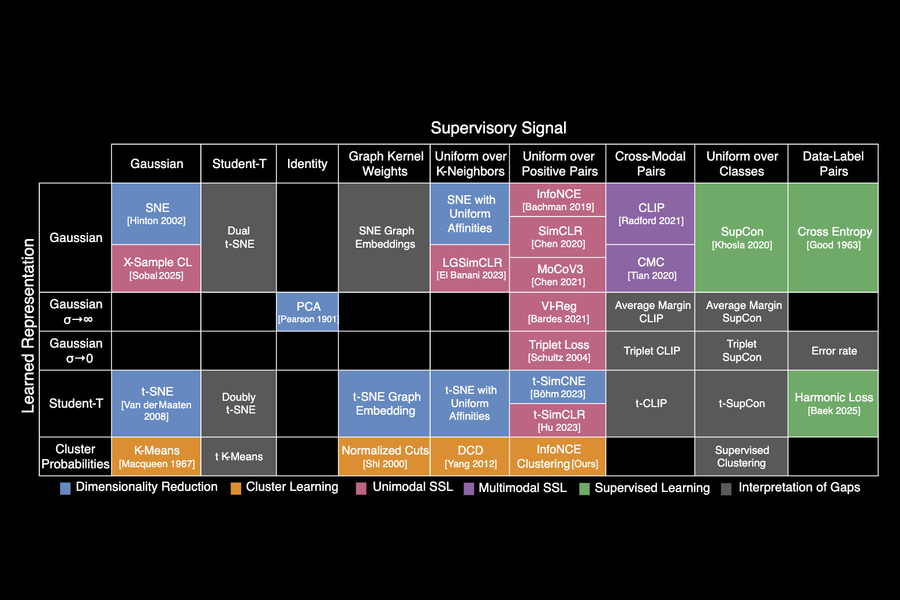 Supervisory Signal
Gaussian
Student-T
Identity
Graph Kernel
Weights
Uniform over
K-Neighbors
Uniform over
Positive Pairs
Cross-Modal
Pairs
Uniform over
Classes
Data-Label
Pairs
Learned Representation
Gaussian
SNE
[Hinton 2002]
X-Sample CL
[Sobal 2025]
Dual
t-SNE
SNE Graph
Embeddings
SNE with
Uniform
Affinities
LGSimCLR
[El Banani 2023]
InfoNCE
[Bachman 2019]
SimCLR
[Chen 2020]
MoCoV3
[Chen 2021]
CLIP
[Radford 2021]
CMC
[Tian 2020]
SupCon
[Khosla 2020]
Cross Entropy
[Good 1963]
Gaussian
σ→∞
PCA
[Pearson 1901]
VI-Reg
[Bardes 2021]
Average Margin
CLIP
Average Margin
SupCon
Gaussian
σ→0
Triplet Loss
[Schultz 2004]
Triplet CLIP
Triplet
SupCon
Error rate
Student-T
t-SNE
[Van der Maaten
2008]
Doubly
t-SNE
t-SNE Graph
Embedding
t-SNE with
Uniform
Affinities
t-SimCNE
[Böhm 2023]
t-SimCLR
[Hu 2023]
t-CLIP
t-SupCon
Harmonic Loss
[Baek 2025]
Cluster
Probabilities
K-Means
[Macqueen 1967]
t K-Means
Normalized Cuts
[Shi 2000]
DCD
[Yang 2012]
InfoNCE
Clustering [Ours]
Supervised
Clustering
Dimensionality Reduction
Cluster Learning
Unimodal SSL
Multimodal SSL
Supervised Learning
Interpretation of Gaps